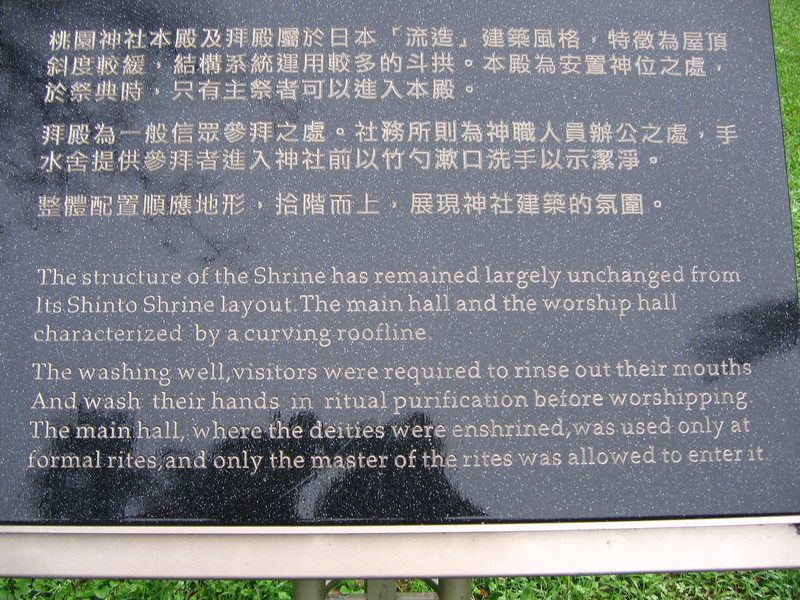 桃園神社本殿及拜殿屬於日本「流造」建築風格，特徵為屋頂
斜度較緩，結構系統運用較多的斗拱。本殿為安置神位之處，
於祭典時，只有主祭者可以進入本殿。
拜殿為一般信眾參拜之處。社務所則為神職人員辦公之處，手
水舍提供參拜者進入神社前以竹勺漱口洗手以示潔淨。
整體配置順應地形，拾階而上，展現神社建築的氛圍。
The structure of the Shrine has remained largely unchanged from
Its Shinto Shrine layout.The main hall and the worship hall
characterized by a curving roofline.
The washing well,visitors were required to rinse out their mouths
And wash their hands in ritual purification before worshipping.
The main hall, where the deities were enshrined,was used only at
formal rites,and only the master of the rites was allowed to enter it.